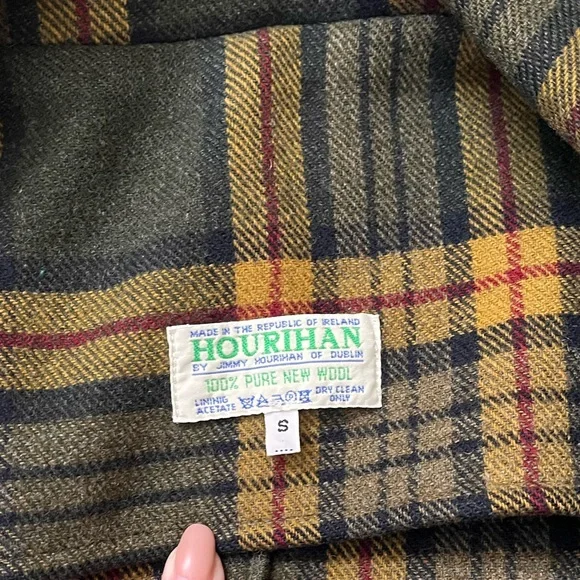 MADE IN THE REPUBLIC OF IRELAND
HOURIHAN
BY JIMMY HOURIHAN OF DUBLIN
100% PURE NEW WOOL
LINING DRY CLEAN
ACETATE ONLY
S